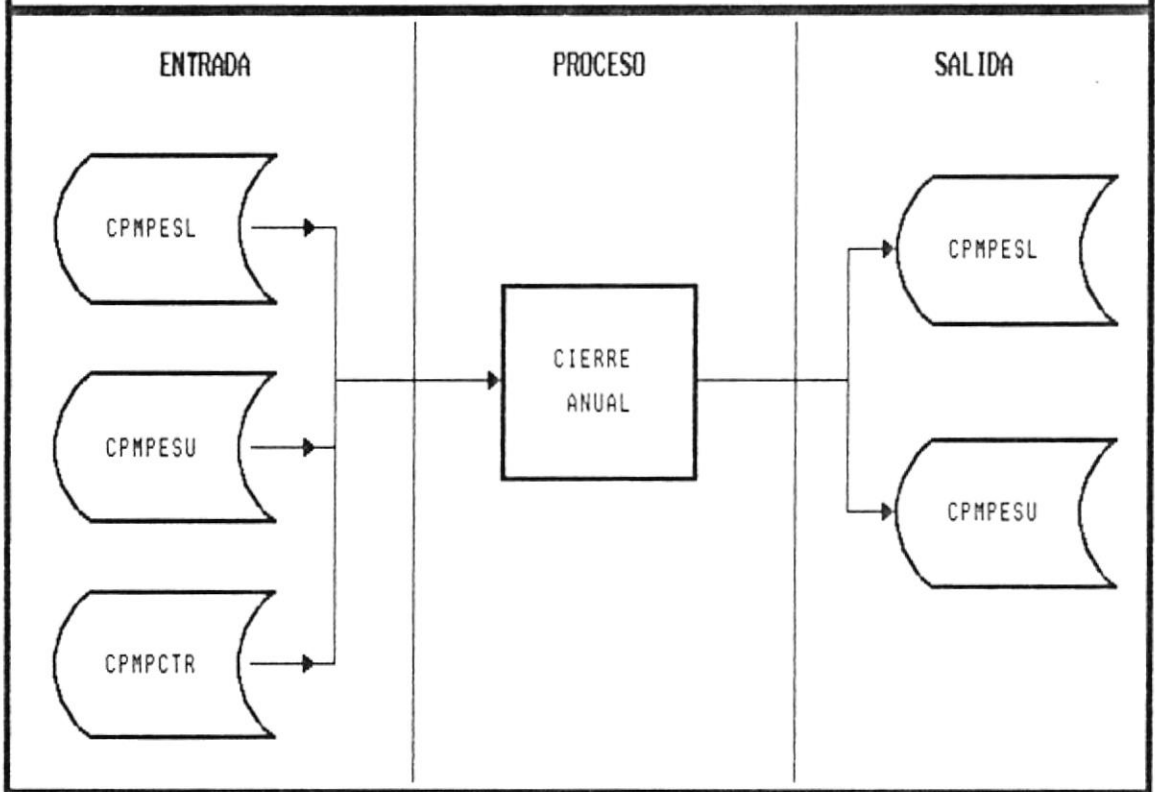 ENTRADA
PROCESO
SALIDA
CPMPESL
CPMPESU
CPMPCTR
CIERRE
ANUAL
CPMPESL
CPMPESU